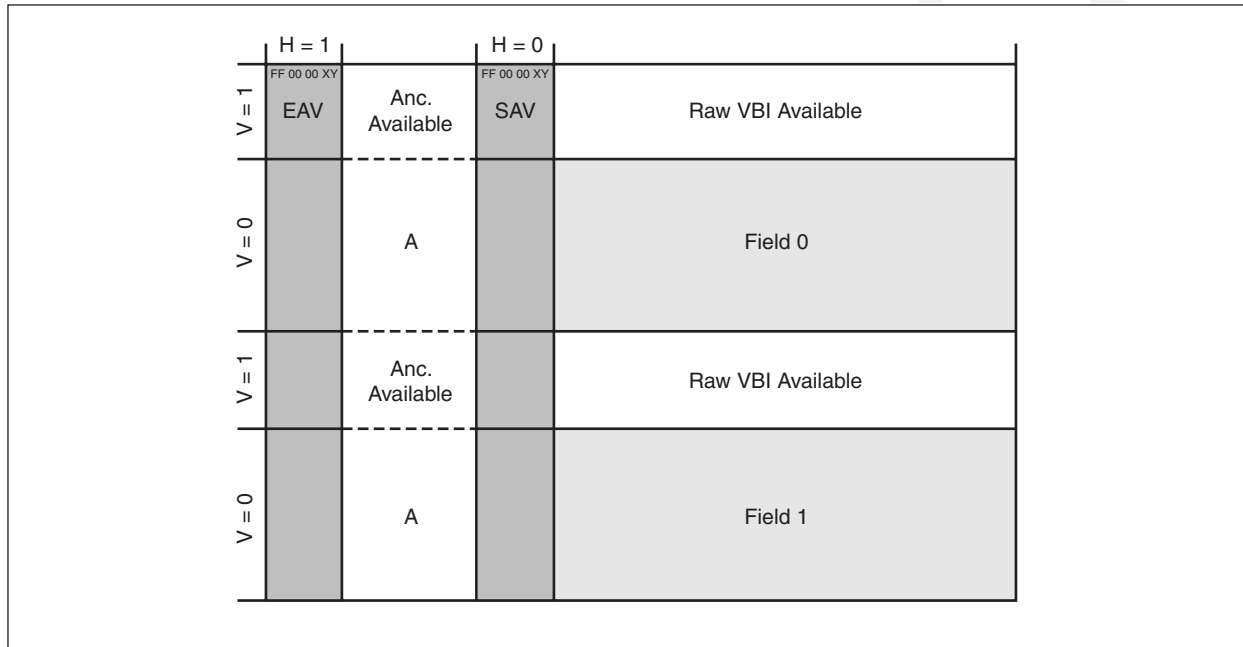 H = 1
H = 0
FF 00 00 XY
FF 00 00 XY
V = 1
EAV
Anc.
Available
SAV
Raw VBI Available
V = 0
A
Field 0
V = 1
Anc.
Available
Raw VBI Available
V = 0
A
Field 1